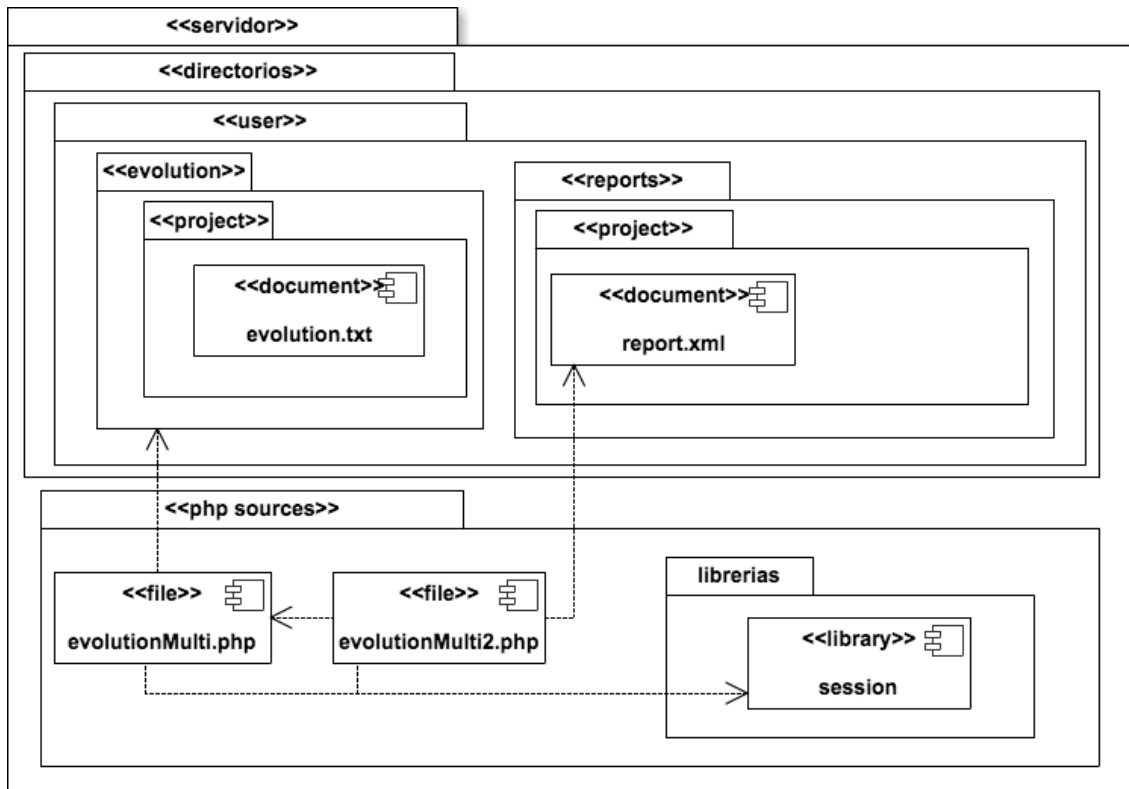 <<servidor>>
<<directorios>>
<<user>>
<<evolution>>
<<project>>
<<document>>
evolution.txt
<<reports>>
<<project>>
<<document>>
report.xml
<<php sources>>
<<file>>
evolutionMulti.php
<<file>>
evolutionMulti2.php
librerias
<<library>>
session